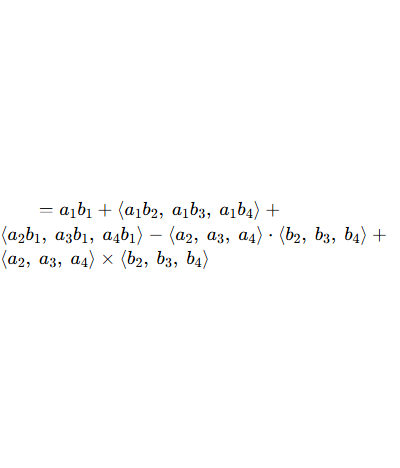 = a₁b₁ + ⟨a₁b₂, a₁b₃, a₁b₄⟩ +
⟨a₂b₁, a₃b₁, a₄b₁⟩ − ⟨a₂, a₃, a₄⟩ · ⟨b₂, b₃, b₄⟩ +
⟨a₂, a₃, a₄⟩ × ⟨b₂, b₃, b₄⟩